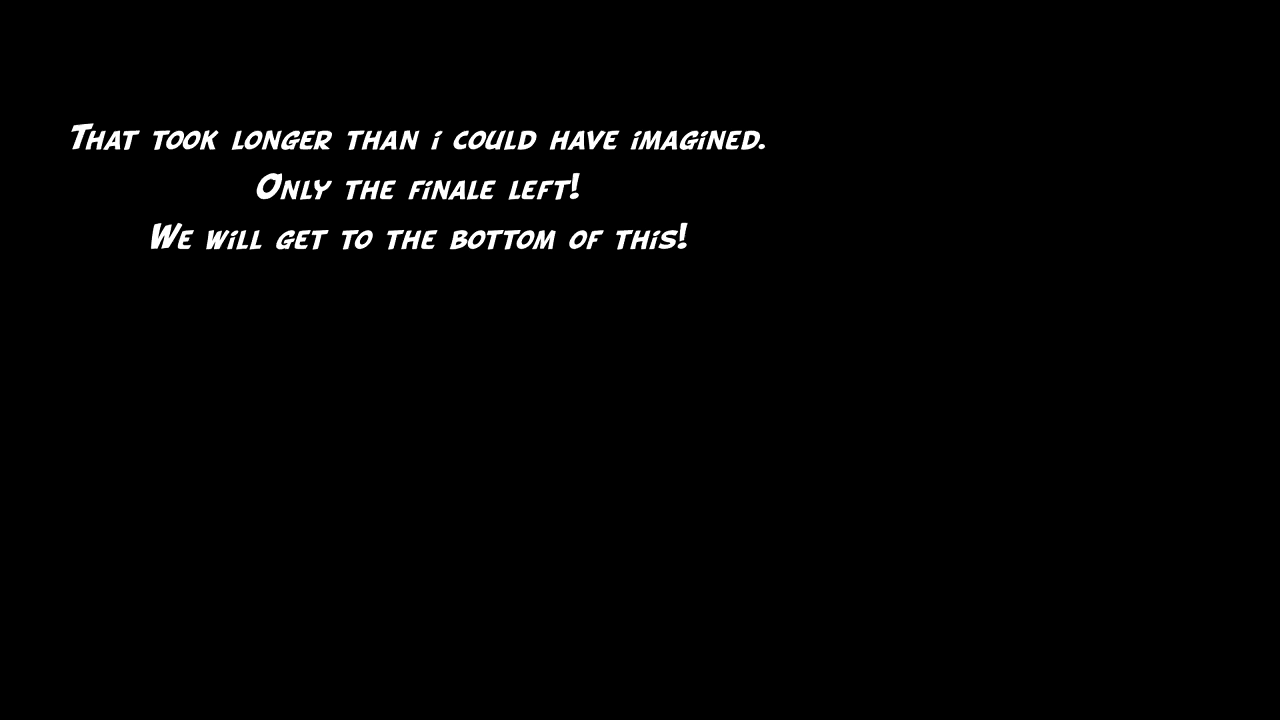 That took longer than i could have imagined.
Only the finale left!
We will get to the bottom of this!